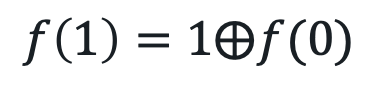 f(1) = 1⊕f(0)